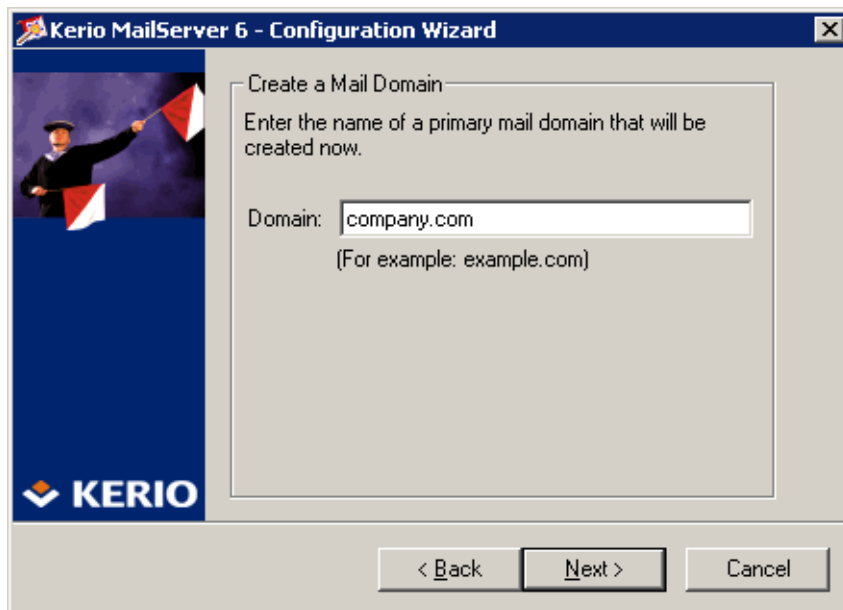 Kerio MailServer 6 - Configuration Wizard
Create a Mail Domain
Enter the name of a primary mail domain that will be
created now.
Domain: company.com
(For example: example.com)
KERIO
< Back Next > Cancel